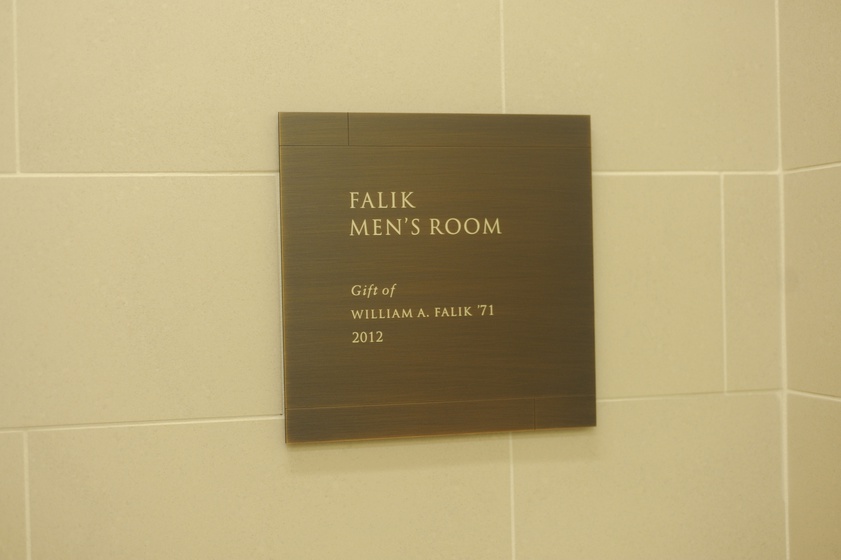 FALIK
MEN'S ROOM
Gift of
WILLIAM A. FALIK '71
2012